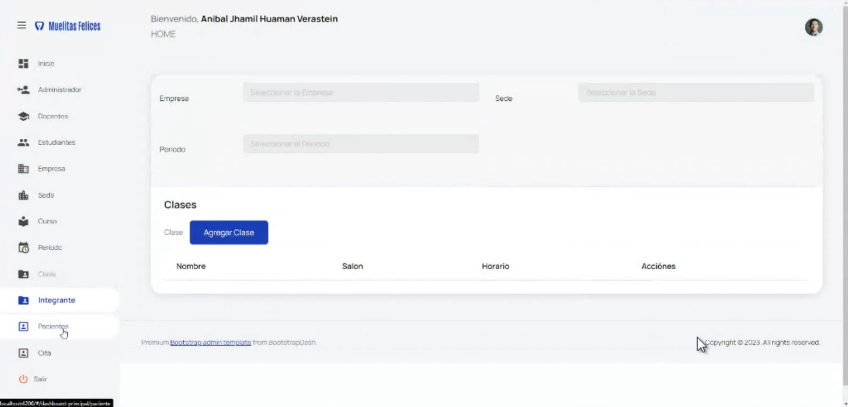 Muelitas Felices
Bienvenido, Anibal Jhamil Huaman Verastein
HOME
Inicio
Administrador
Docentes
Estudiantes
Empresa
Sede
Curso
Periodo
Clase
Integrante
Pacientes
Cita
Salir
Empresa
Seleccionar la Empresa
Sede
Seleccionar la Sede
Periodo
Seleccionar el Periodo
Clases
Clase
Agregar Clase
Nombre Salon Horario Acciónes
Premium Bootstrap admin template from BootstrapDash.
Copyright © 2023. All rights reserved.
localhost:4200/#/dashboard-principal/paciente